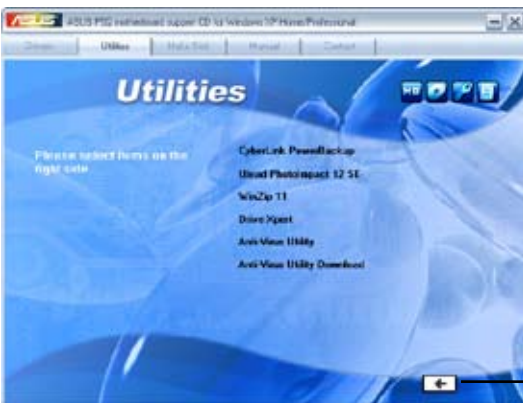 ASUS P5Q motherboard support CD for Windows XP Home/Professional
Drivers Utilities Make Disk Manual Contact
Utilities
Please select items on the
right side
CyberLink PowerBackup
Ulead PhotoImpact 12 SE
WinZip 11
Drive Xpert
Anti-Virus Utility
Anti-Virus Utility Download